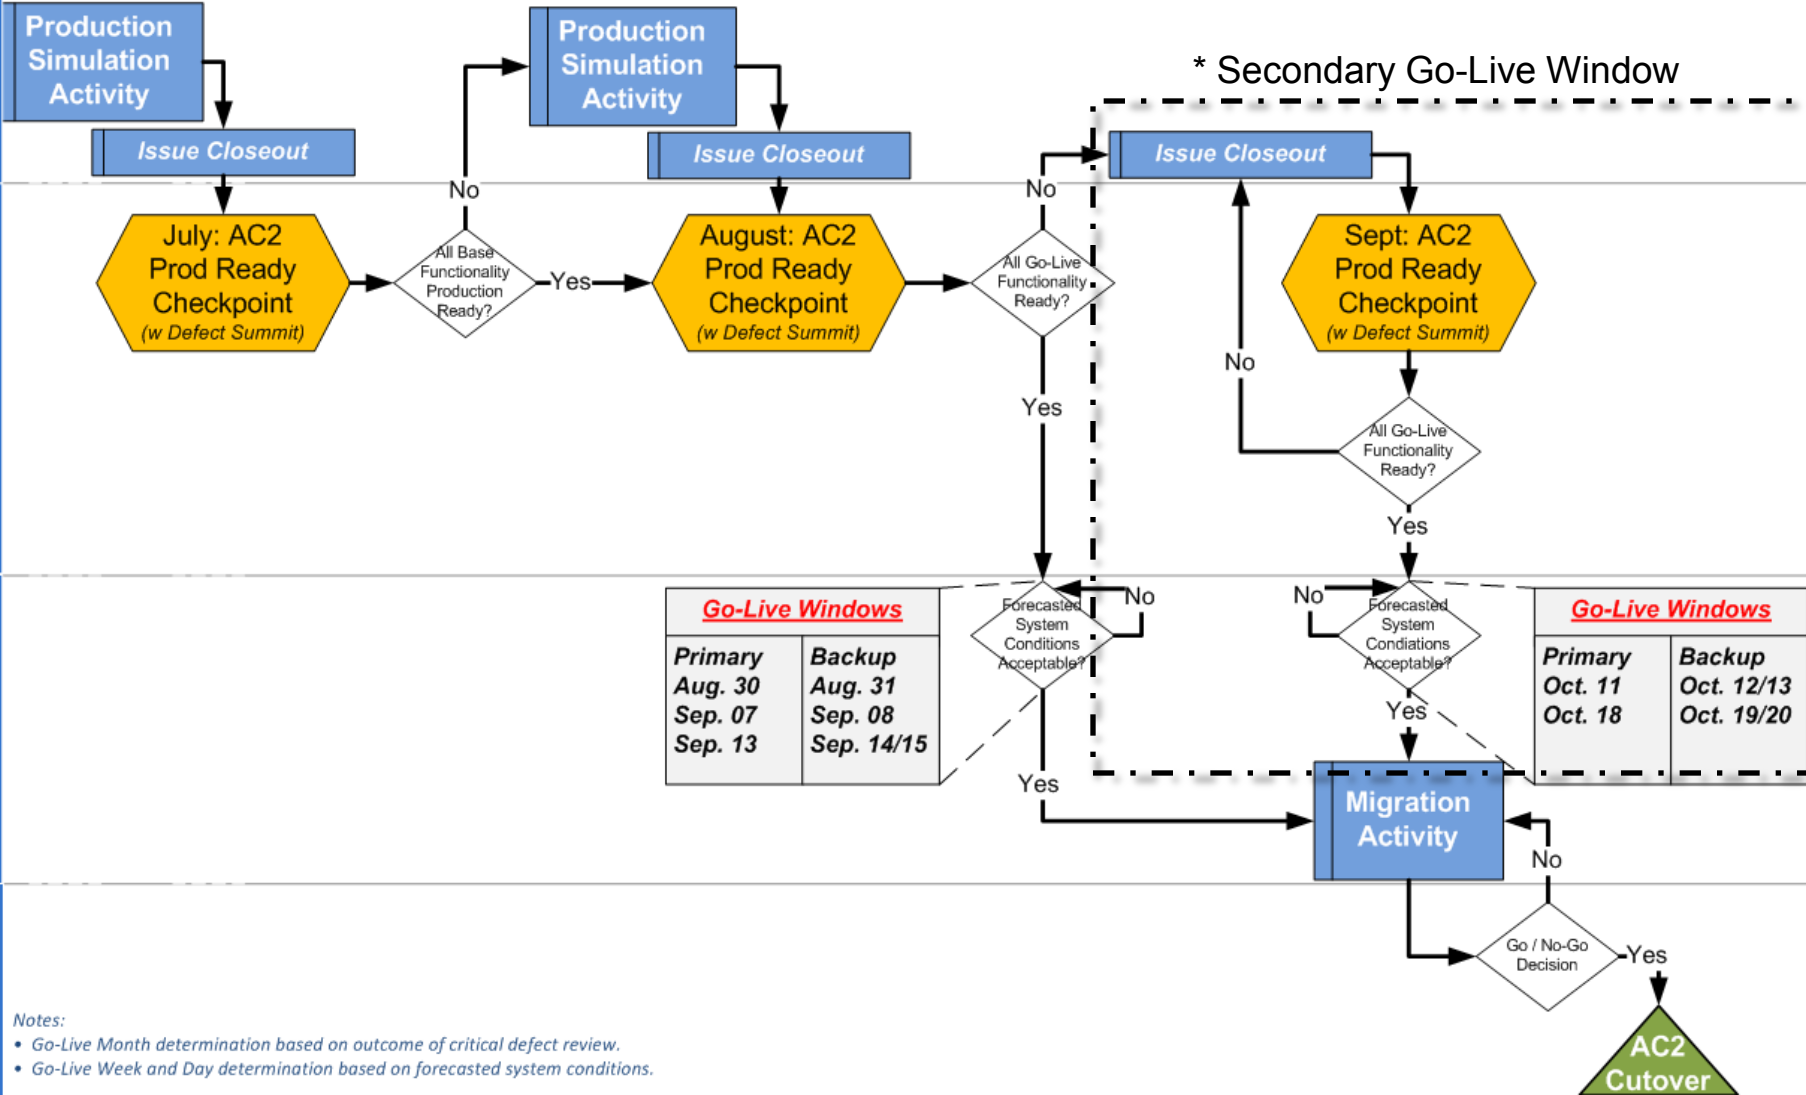 Production
Simulation
Activity
Production
Simulation
Activity
* Secondary Go-Live Window
Issue Closeout
Issue Closeout
Issue Closeout
No
No
July: AC2
Prod Ready
Checkpoint
(w Defect Summit)
All Base
Functionality
Production
Ready?
Yes
August: AC2
Prod Ready
Checkpoint
(w Defect Summit)
All Go-Live
Functionality
Ready?
Sept: AC2
Prod Ready
Checkpoint
(w Defect Summit)
No
Yes
All Go-Live
Functionality
Ready?
Yes
Go-Live Windows
Primary
Aug. 30
Sep. 07
Sep. 13
Backup
Aug. 31
Sep. 08
Sep. 14/15
Forecasted
System
Conditions
Acceptable?
No
No
Forecasted
System
Condiations
Acceptable?
Go-Live Windows
Primary
Oct. 11
Oct. 18
Backup
Oct. 12/13
Oct. 19/20
Yes
Yes
Migration
Activity
No
Go / No-Go
Decision
Yes
AC2
Cutover
Notes:
• Go-Live Month determination based on outcome of critical defect review.
• Go-Live Week and Day determination based on forecasted system conditions.